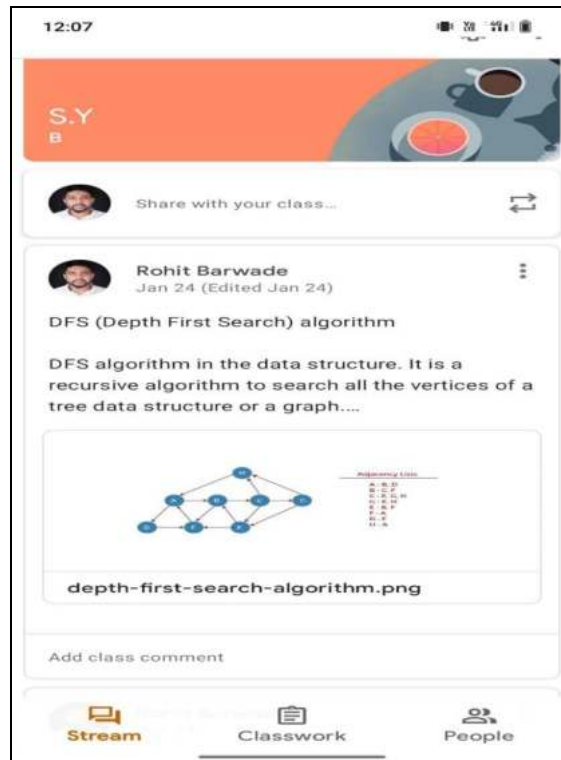 12:07
S.Y
B
Share with your class...
Rohit Barwade
Jan 24 (Edited Jan 24)
DFS (Depth First Search) algorithm
DFS algorithm in the data structure. It is a
recursive algorithm to search all the vertices of a
tree data structure or a graph....
Adjacency Lists
A : B, D
B : C, F
C : E, G, H
G : E, H
E : B, F
F : A
D : F
H : A
depth-first-search-algorithm.png
Add class comment
Stream
Classwork
People